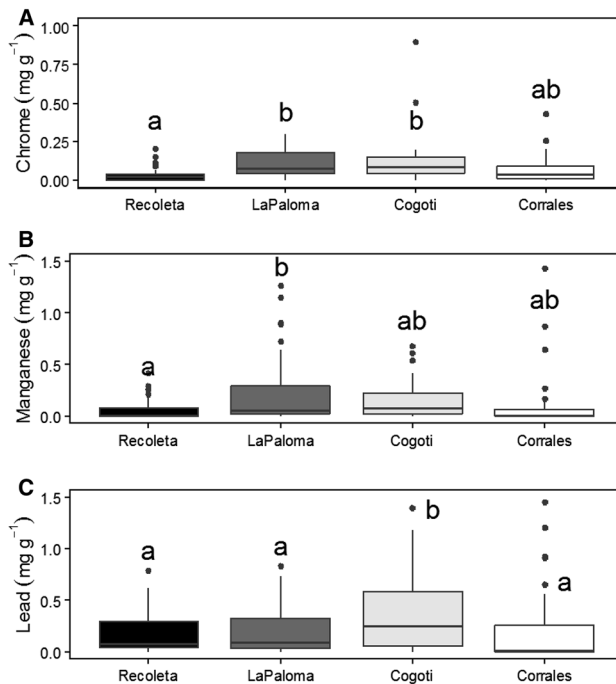 A
Chrome (mg g⁻¹)
1.00
0.75
0.50
0.25
0.00
a
b
b
ab
Recoleta LaPaloma Cogoti Corrales
B
Manganese (mg g⁻¹)
1.5
1.0
0.5
0.0
a
b
ab
ab
Recoleta LaPaloma Cogoti Corrales
C
Lead (mg g⁻¹)
1.5
1.0
0.5
0.0
a
a
b
a
Recoleta LaPaloma Cogoti Corrales